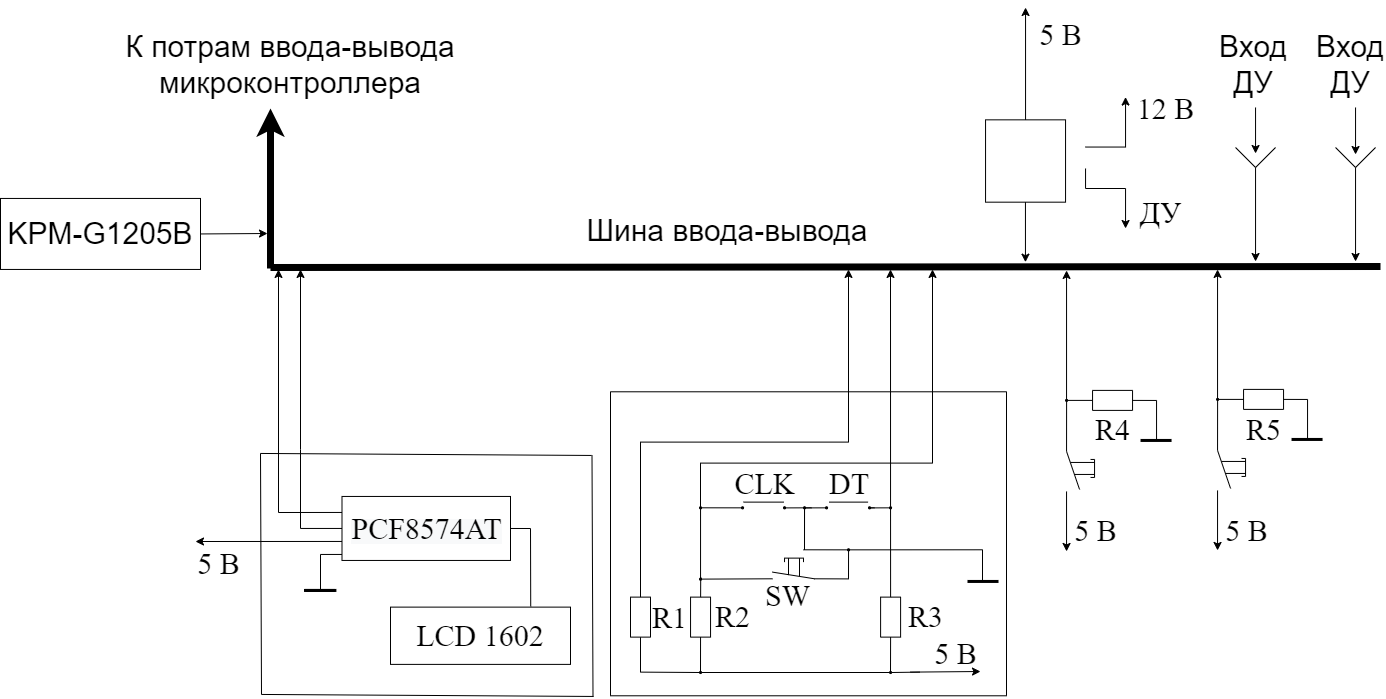 К потрам ввода-вывода
микроконтроллера
5 В
Вход
ДУ
Вход
ДУ
12 В
ДУ
KPM-G1205B
Шина ввода-вывода
R4
R5
CLK
DT
PCF8574AT
5 В
5 В
5 В
SW
R1
R2
R3
LCD 1602
5 В